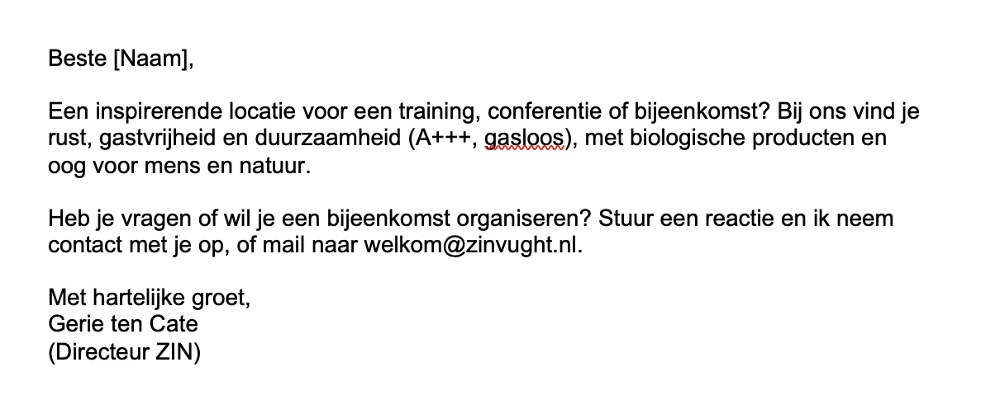 Beste [Naam],
Een inspirerende locatie voor een training, conferentie of bijeenkomst? Bij ons vind je
rust, gastvrijheid en duurzaamheid (A+++, gasloos), met biologische producten en
oog voor mens en natuur.
Heb je vragen of wil je een bijeenkomst organiseren? Stuur een reactie en ik neem
contact met je op, of mail naar welkom@zinvught.nl.
Met hartelijke groet,
Gerie ten Cate
(Directeur ZIN)